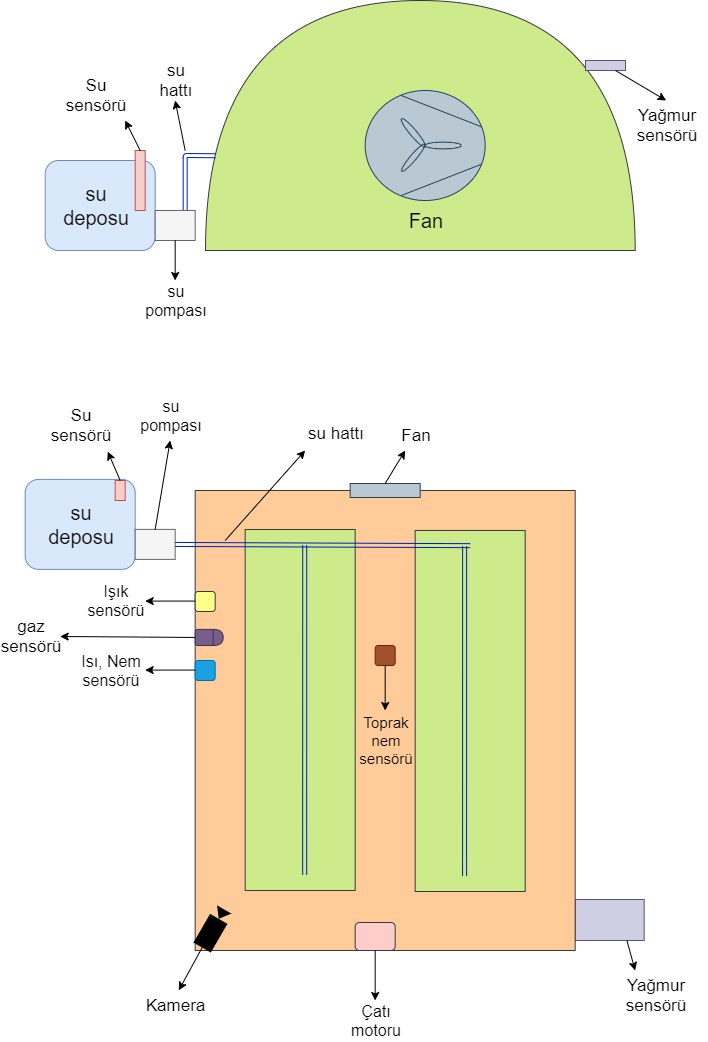 su
hattı
Su
sensörü
Yağmur
sensörü
su
deposu
Fan
su
pompası
su
pompası
Su
sensörü
su hattı
Fan
su
deposu
Işık
sensörü
gaz
sensörü
Isı, Nem
sensörü
Toprak
nem
sensörü
Kamera
Çatı
motoru
Yağmur
sensörü